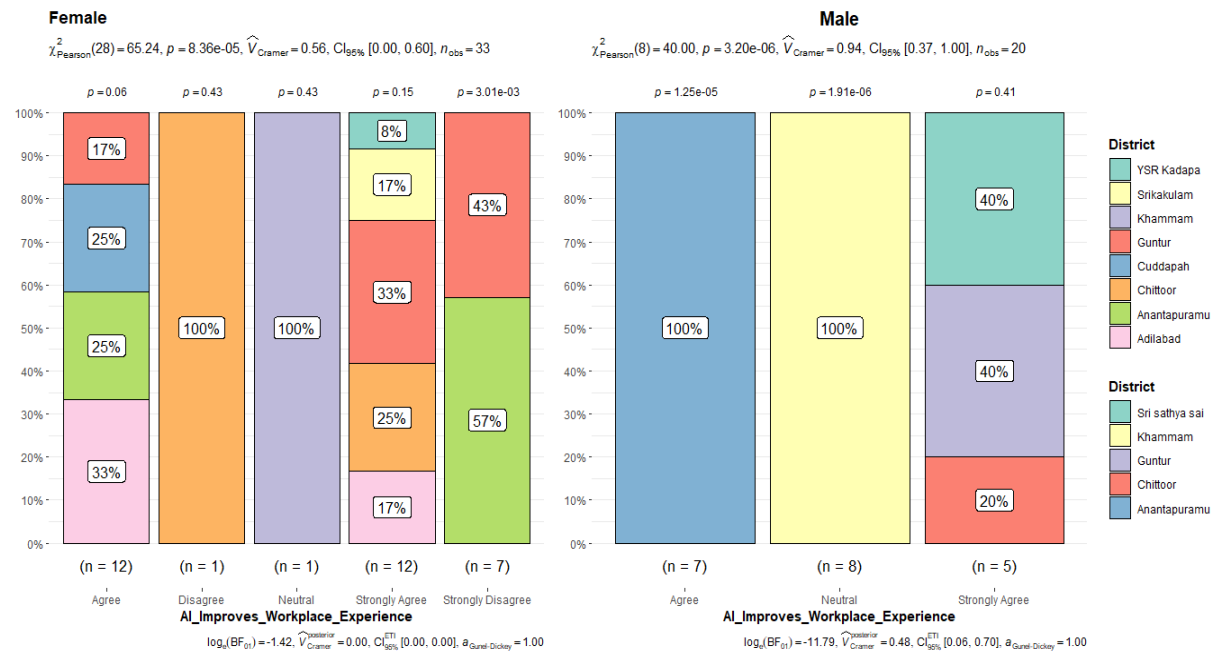 Female
χ²Pearson(28) = 65.24, p = 8.36e-05, V̂Cramer = 0.56, CI95% [0.00, 0.60], nobs = 33
p = 0.06 p = 0.43 p = 0.43 p = 0.15 p = 3.01e-03
100%
90%
80%
70%
60%
50%
40%
30%
20%
10%
0%
17%
25%
25%
33%
100%
100%
8%
17%
33%
25%
17%
43%
57%
(n = 12) (n = 1) (n = 1) (n = 12) (n = 7)
Agree Disagree Neutral Strongly Agree Strongly Disagree
AI_Improves_Workplace_Experience
loge(BF01) = -1.42, V̂posterior Cramer = 0.00, CI ETI 95% [0.00, 0.00], aGunel-Dickey = 1.00
Male
χ²Pearson(8) = 40.00, p = 3.20e-06, V̂Cramer = 0.94, CI95% [0.37, 1.00], nobs = 20
p = 1.25e-05 p = 1.91e-06 p = 0.41
100%
90%
80%
70%
60%
50%
40%
30%
20%
10%
0%
100%
100%
40%
40%
20%
(n = 7) (n = 8) (n = 5)
Agree Neutral Strongly Agree
AI_Improves_Workplace_Experience
loge(BF01) = -11.79, V̂posterior Cramer = 0.48, CI ETI 95% [0.06, 0.70], aGunel-Dickey = 1.00
District
YSR Kadapa
Srikakulam
Khammam
Guntur
Cuddapah
Chittoor
Anantapuramu
Adilabad
District
Sri sathya sai
Khammam
Guntur
Chittoor
Anantapuramu